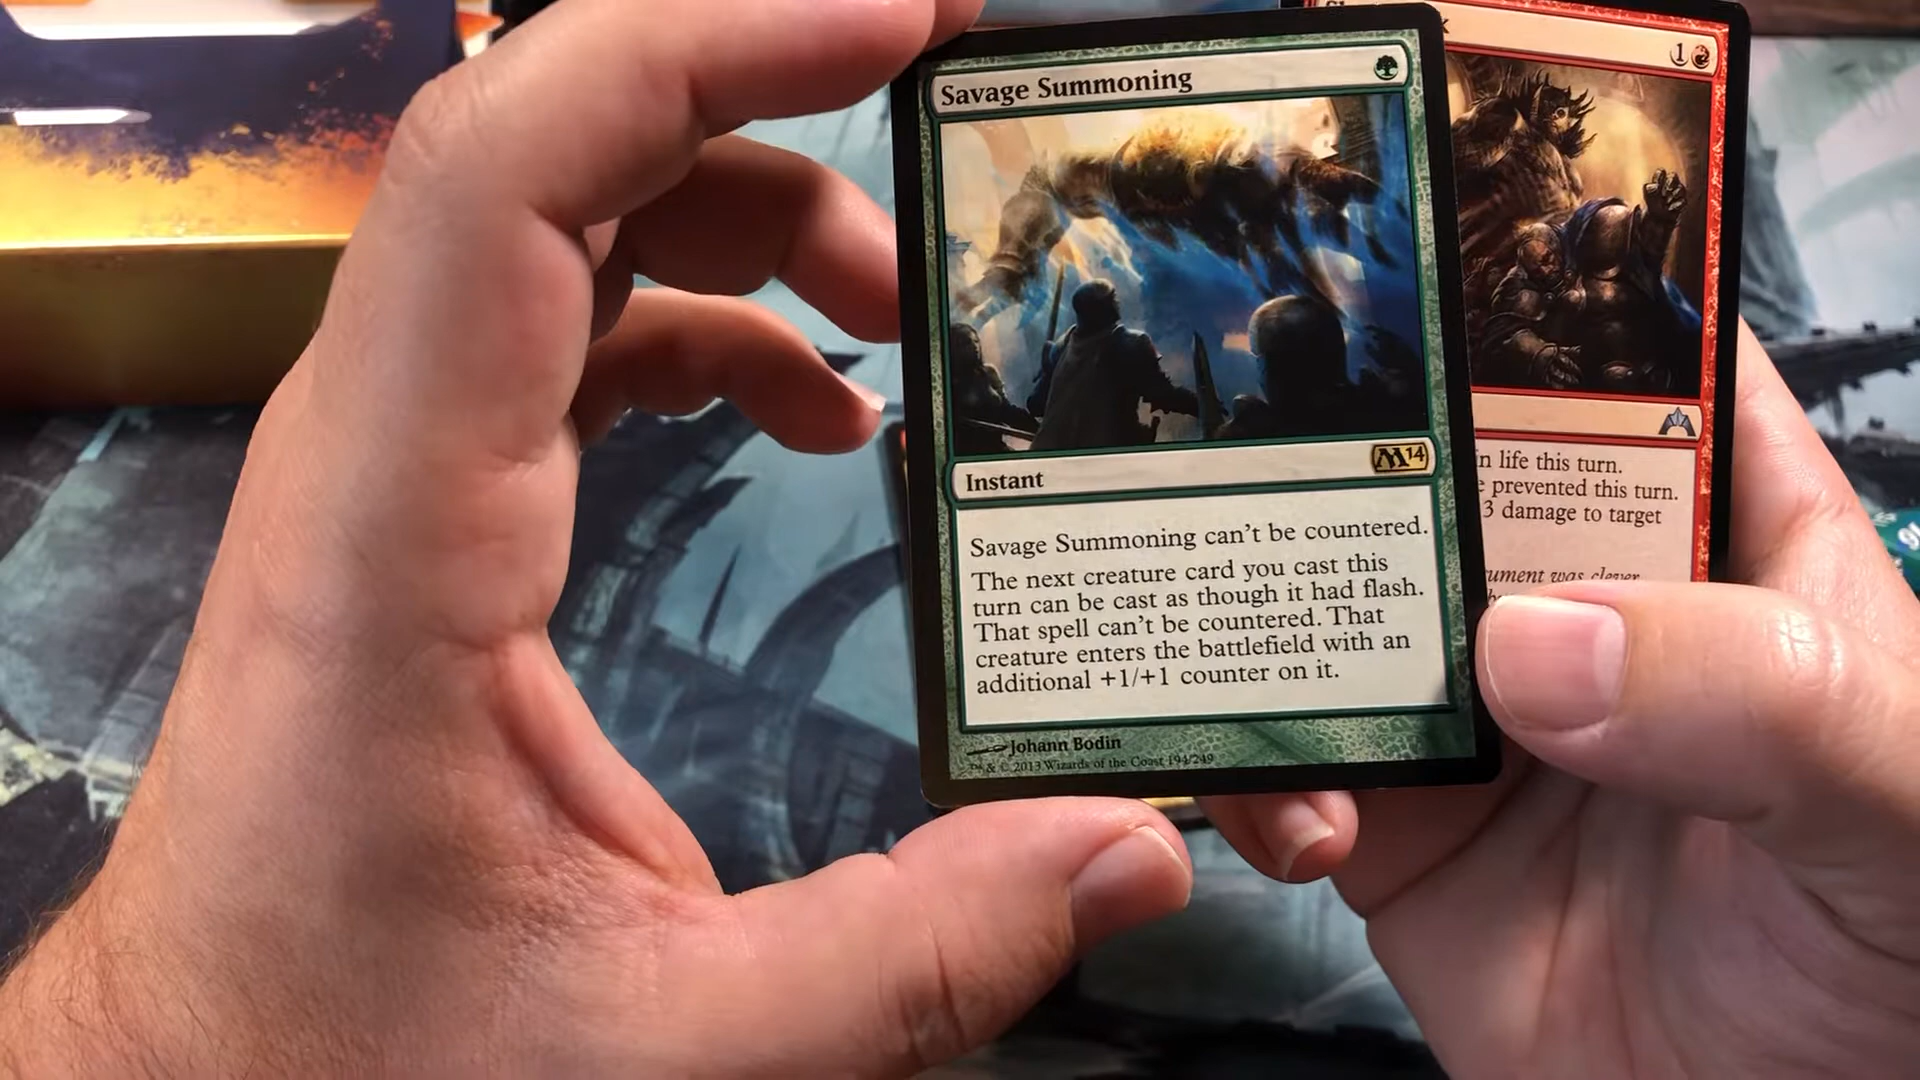 Savage Summoning
M14
Instant
Savage Summoning can't be countered.
The next creature card you cast this
turn can be cast as though it had flash.
That spell can't be countered. That
creature enters the battlefield with an
additional +1/+1 counter on it.
Johann Bodin
™ & © 2013 Wizards of the Coast 194/249
1
life this turn.
prevented this turn.
3 damage to target
was clever